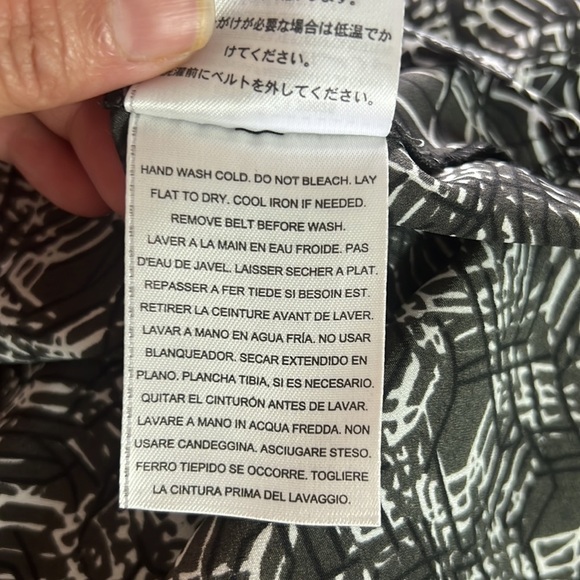 がけが必要な場合は低温でか
けてください。
前にベルトを外してください。
HAND WASH COLD. DO NOT BLEACH. LAY
FLAT TO DRY. COOL IRON IF NEEDED.
REMOVE BELT BEFORE WASH.
LAVER A LA MAIN EN EAU FROIDE. PAS
D'EAU DE JAVEL. LAISSER SECHER A PLAT.
REPASSER A FER TIEDE SI BESOIN EST.
RETIRER LA CEINTURE AVANT DE LAVER.
LAVAR A MANO EN AGUA FRÍA. NO USAR
BLANQUEADOR. SECAR EXTENDIDO EN
PLANO. PLANCHA TIBIA, SI ES NECESARIO.
QUITAR EL CINTURÓN ANTES DE LAVAR.
LAVARE A MANO IN ACQUA FREDDA. NON
USARE CANDEGGINA. ASCIUGARE STESO.
FERRO TIEPIDO SE OCCORRE. TOGLIERE
LA CINTURA PRIMA DEL LAVAGGIO.